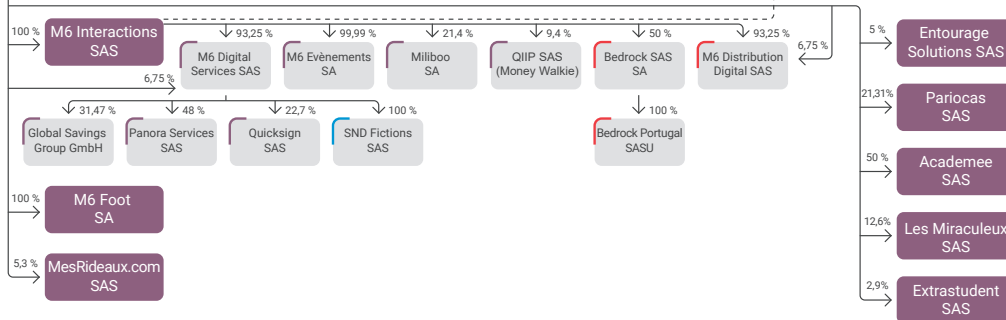 100 %
M6 Interactions
SAS
93,25 %
M6 Digital
Services SAS
99,99 %
M6 Evènements
SA
21,4 %
Miliboo
SA
9,4 %
QIIP SAS
(Money Walkie)
50 %
Bedrock SAS
SA
93,25 %
M6 Distribution
Digital SAS
6,75 %
5 %
Entourage
Solutions SAS
6,75 %
31,47 %
Global Savings
Group GmbH
48 %
Panora Services
SAS
22,7 %
Quicksign
SAS
100 %
SND Fictions
SAS
100 %
Bedrock Portugal
SASU
21,31%
Pariocas
SAS
50 %
Academee
SAS
100 %
M6 Foot
SA
12,6%
Les Miraculeux
SAS
5,3 %
MesRideaux.com
SAS
2,9%
Extrastudent
SAS